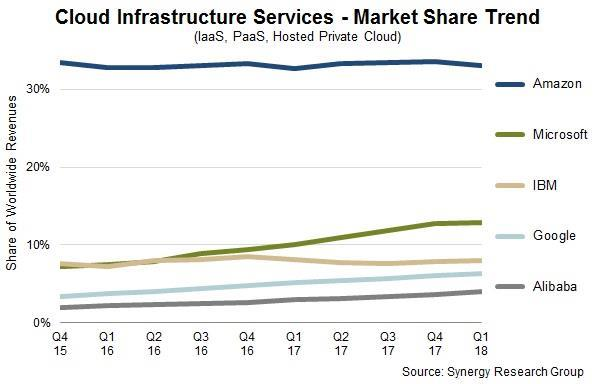 Cloud Infrastructure Services - Market Share Trend
(IaaS, PaaS, Hosted Private Cloud)
Share of Worldwide Revenues
30%
20%
10%
0%
Q4 Q1 Q2 Q3 Q4 Q1 Q2 Q3 Q4 Q1
15 16 16 16 16 17 17 17 17 18
Amazon
Microsoft
IBM
Google
Alibaba
Source: Synergy Research Group